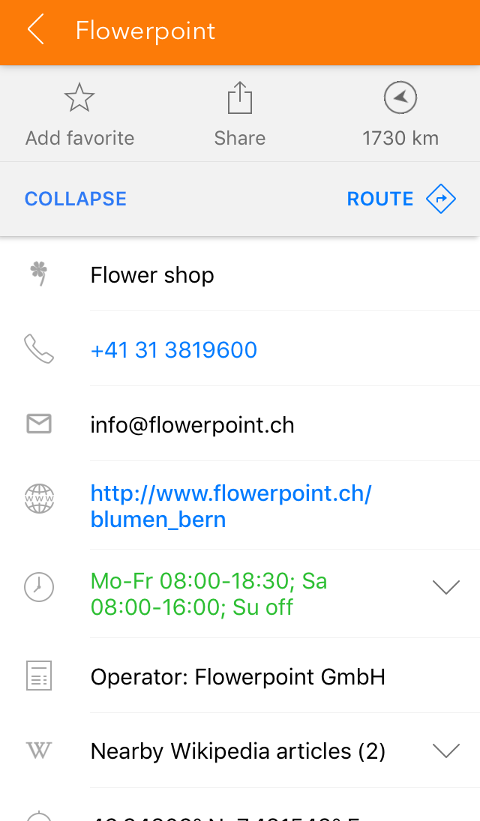 Flowerpoint
Add favorite
Share
1730 km
COLLAPSE
ROUTE
Flower shop
+41 31 3819600
info@flowerpoint.ch
http://www.flowerpoint.ch/
blumen_bern
Mo-Fr 08:00-18:30; Sa
08:00-16:00; Su off
Operator: Flowerpoint GmbH
Nearby Wikipedia articles (2)